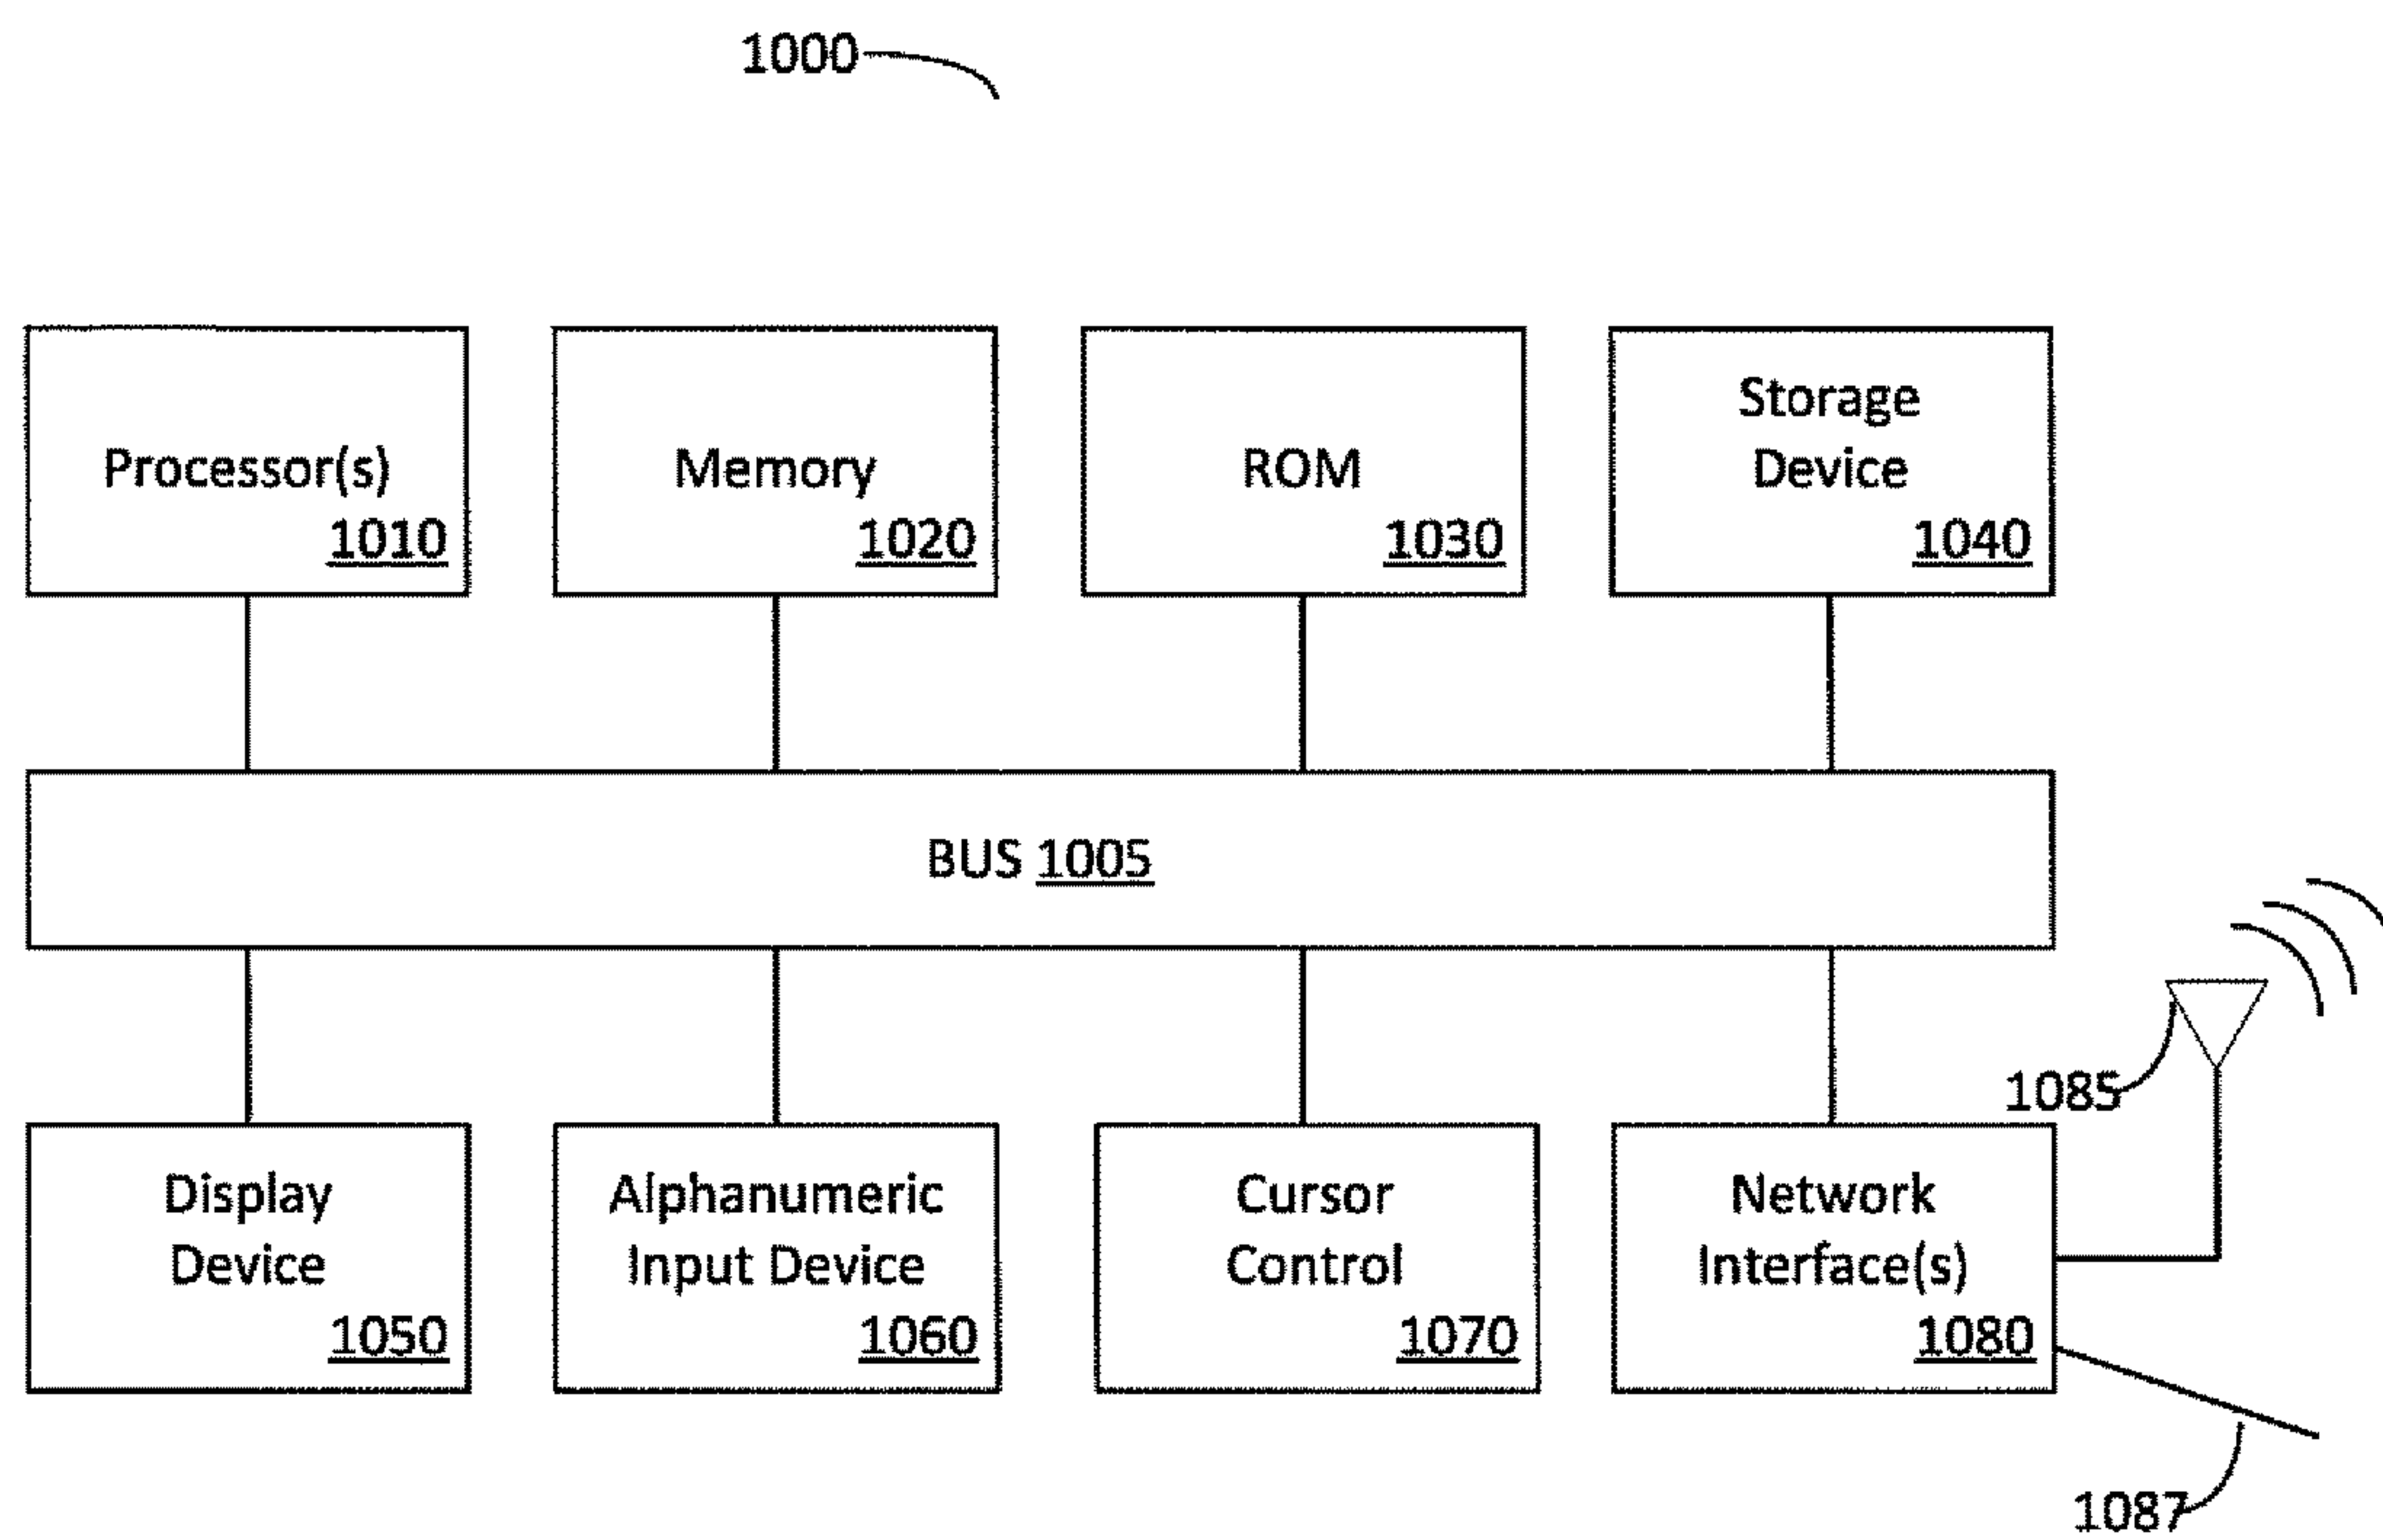 1000
Processor(s)
1010
Memory
1020
ROM
1030
Storage
Device
1040
BUS 1005
1085
Display
Device
1050
Alphanumeric
Input Device
1060
Cursor
Control
1070
Network
Interface(s)
1080
1087